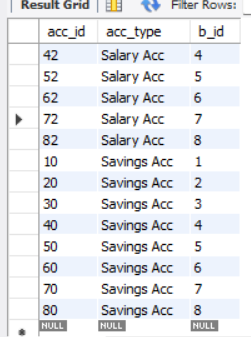 Result Grid Filter Rows:
acc_id acc_type b_id
42 Salary Acc 4
52 Salary Acc 5
62 Salary Acc 6
72 Salary Acc 7
82 Salary Acc 8
10 Savings Acc 1
20 Savings Acc 2
30 Savings Acc 3
40 Savings Acc 4
50 Savings Acc 5
60 Savings Acc 6
70 Savings Acc 7
80 Savings Acc 8
NULL NULL NULL